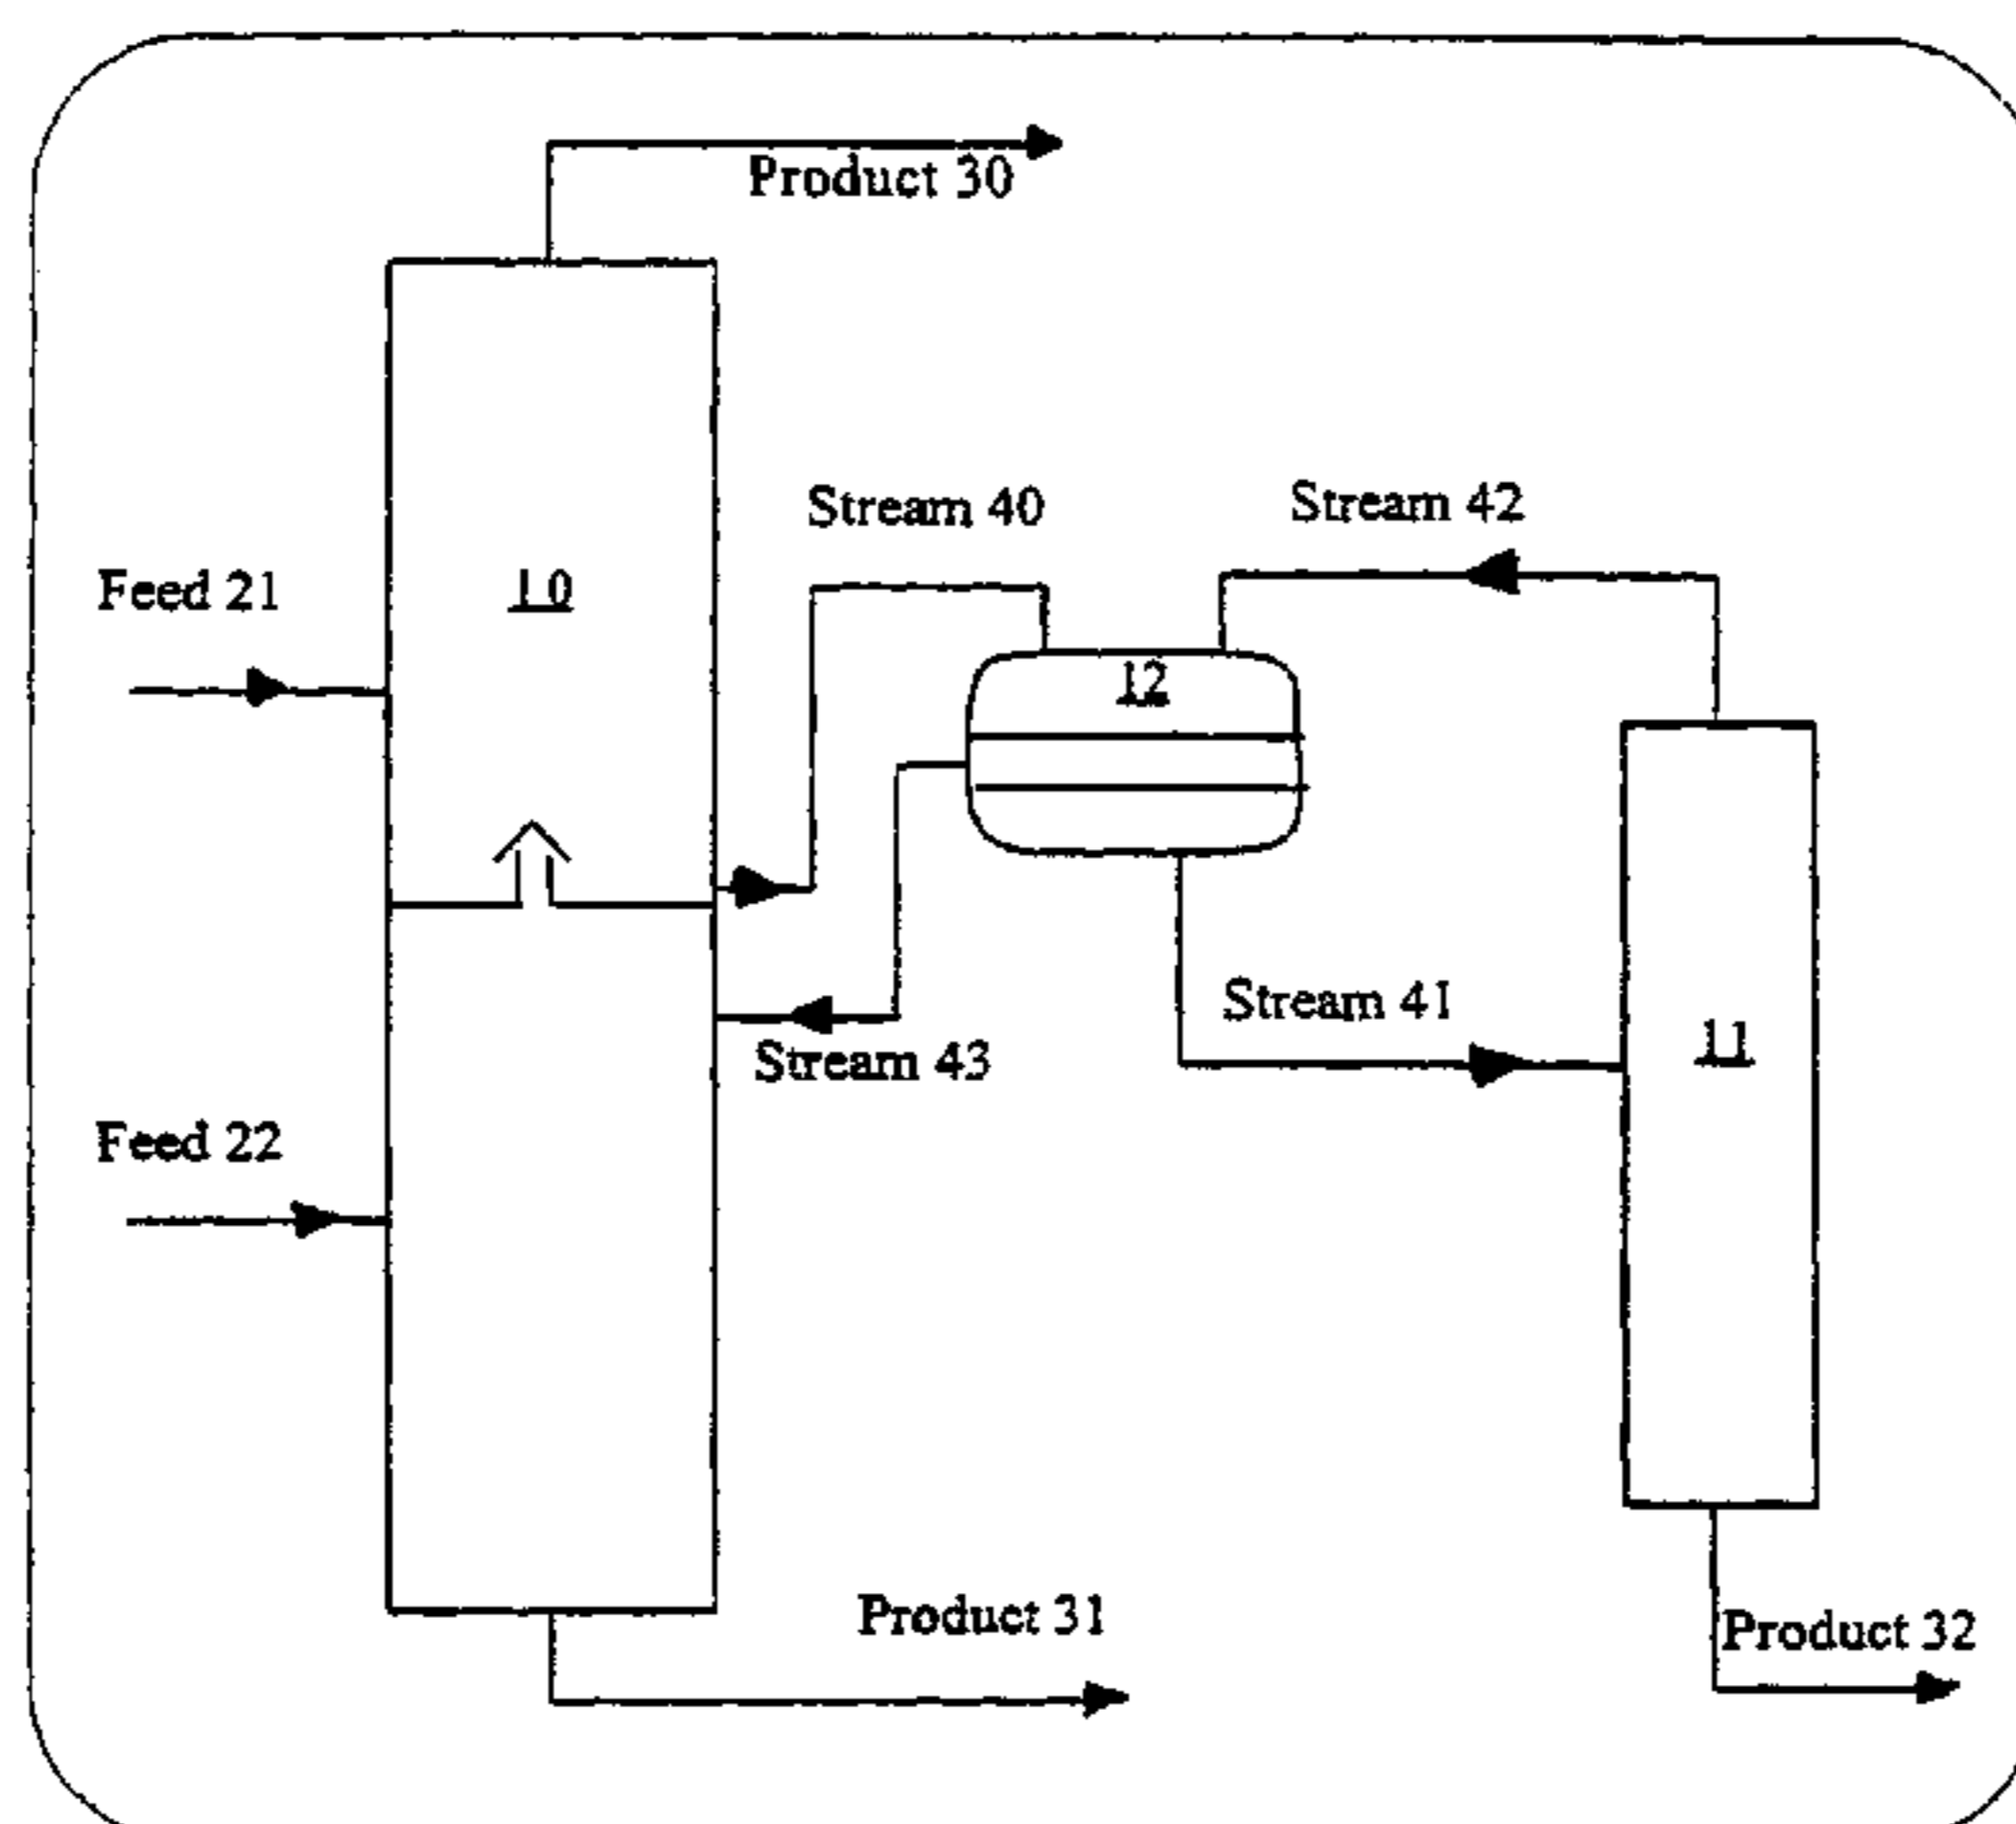 Product 30
Stream 40
Stream 42
Feed 21
10
12
Stream 41
11
Stream 43
Feed 22
Product 31
Product 32